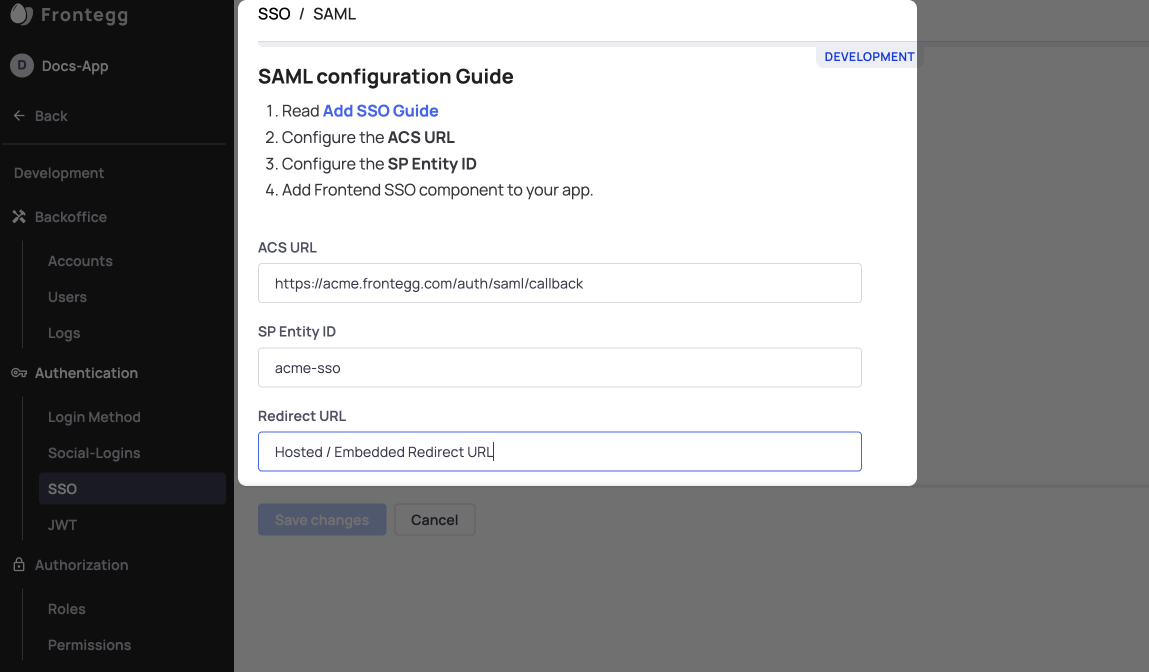 Frontegg
D Docs-App
Back
Development
Backoffice
Accounts
Users
Logs
Authentication
Login Method
Social-Logins
SSO
JWT
Authorization
Roles
Permissions
SSO / SAML
DEVELOPMENT
SAML configuration Guide
1. Read Add SSO Guide
2. Configure the ACS URL
3. Configure the SP Entity ID
4. Add Frontend SSO component to your app.
ACS URL
https://acme.frontegg.com/auth/saml/callback
SP Entity ID
acme-sso
Redirect URL
Hosted / Embedded Redirect URL
Save changes Cancel